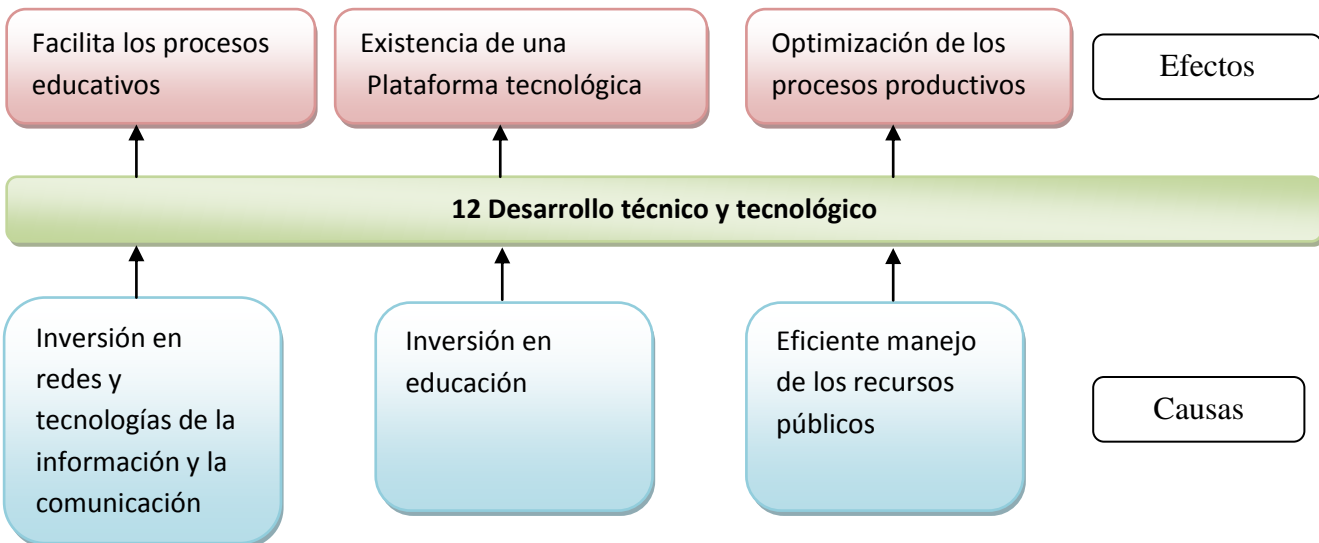 Facilita los procesos
educativos
Existencia de una
Plataforma tecnológica
Optimización de los
procesos productivos
Efectos
12 Desarrollo técnico y tecnológico
Inversión en
redes y
tecnologías de la
información y la
comunicación
Inversión en
educación
Eficiente manejo
de los recursos
públicos
Causas